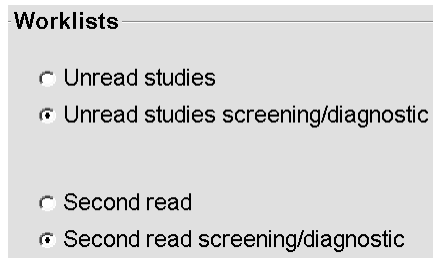 Worklists
Unread studies
Unread studies screening/diagnostic
Second read
Second read screening/diagnostic